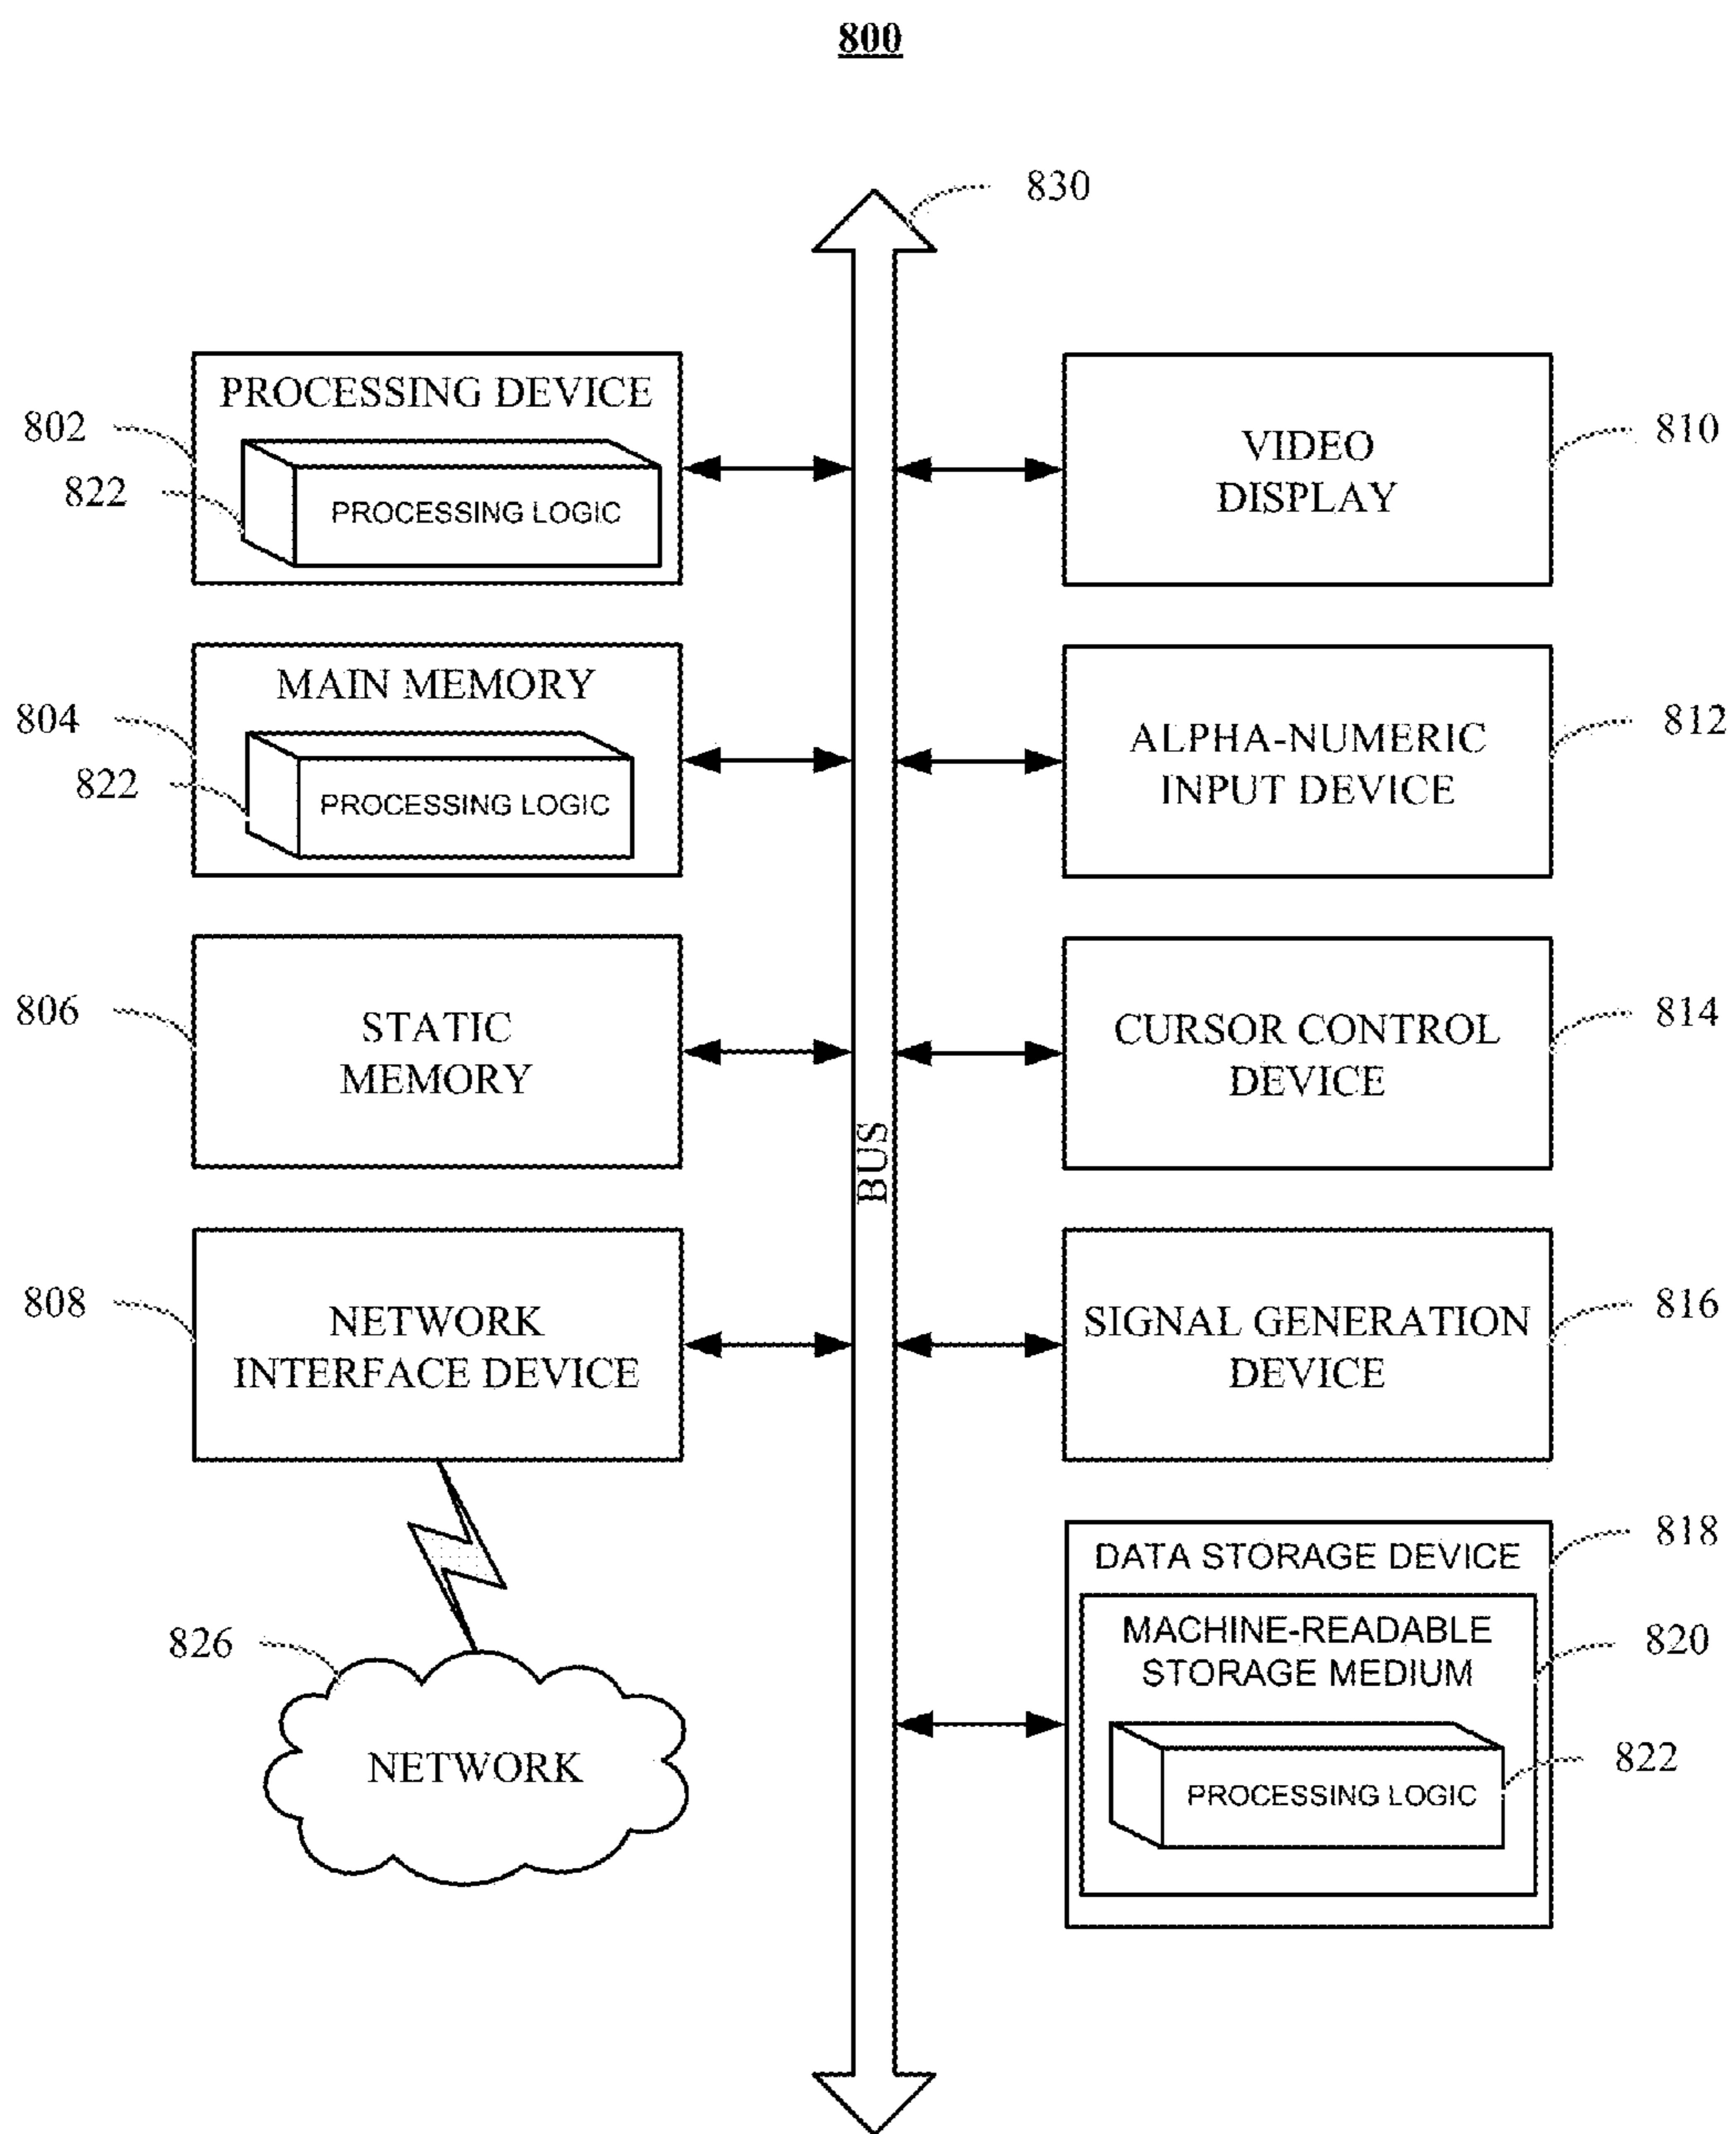 800
830
PROCESSING DEVICE
802
822
PROCESSING LOGIC
VIDEO
DISPLAY
810
MAIN MEMORY
804
822
PROCESSING LOGIC
ALPHA-NUMERIC
INPUT DEVICE
812
806
STATIC
MEMORY
CURSOR CONTROL
DEVICE
814
BUS
808
NETWORK
INTERFACE DEVICE
SIGNAL GENERATION
DEVICE
816
818
DATA STORAGE DEVICE
MACHINE-READABLE
STORAGE MEDIUM
820
PROCESSING LOGIC
822
826
NETWORK